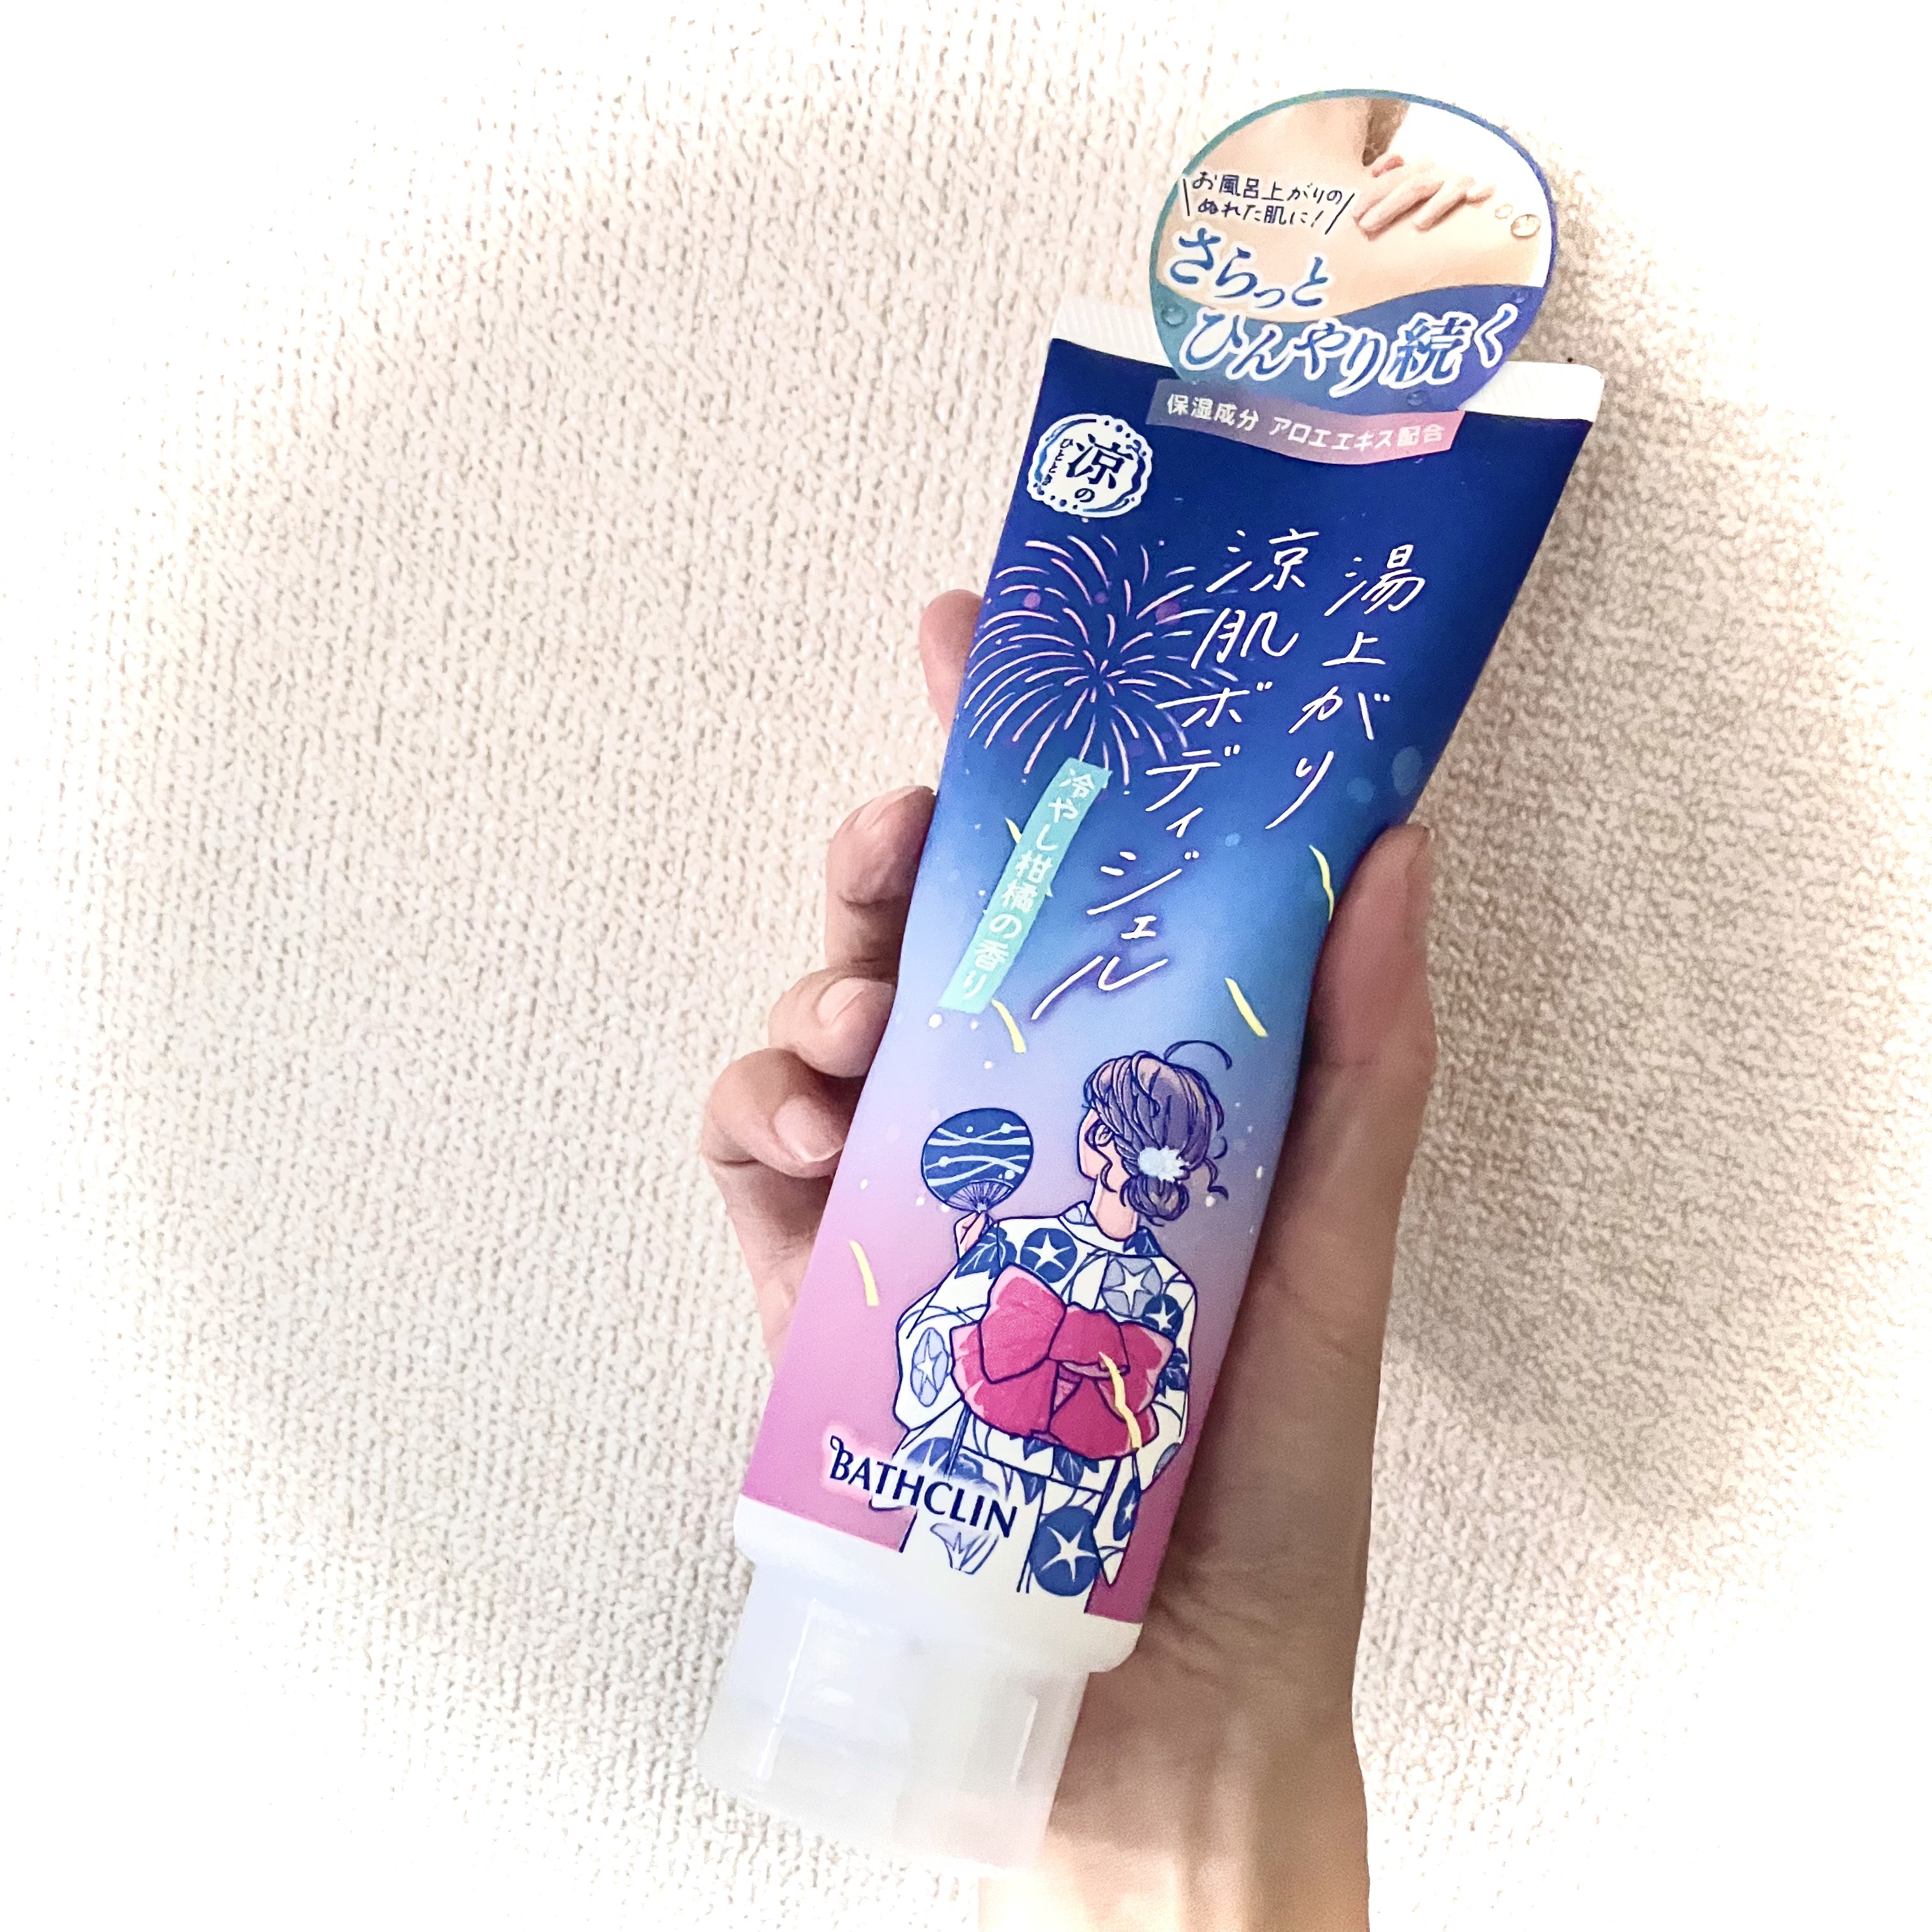 お風呂上がりの
ぬれた肌に!
さらっと
ひんやり続く
保湿成分 アロエエキス配合
涼の
ひととき
湯上がり
涼肌ボディジェル
冷やし柑橘の香り
BATHCLIN